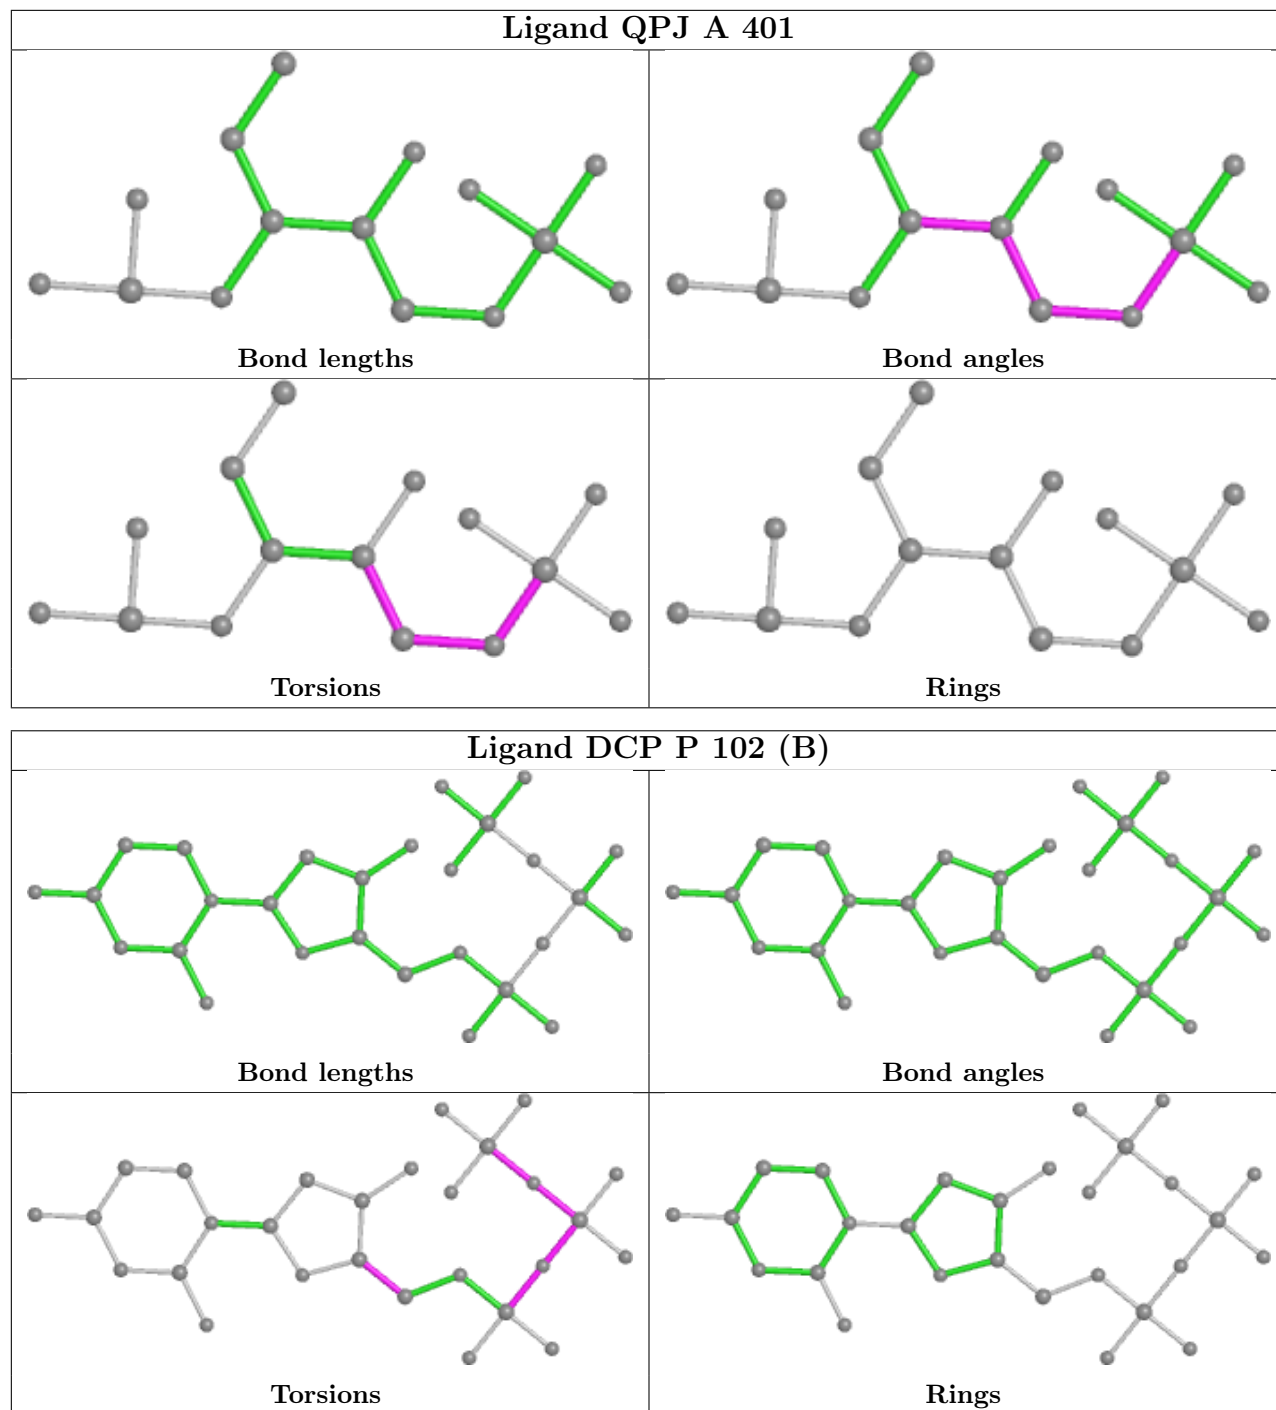 Ligand QPJ A 401
Bond lengths
Bond angles
Torsions
Rings
Ligand DCP P 102 (B)
Bond lengths
Bond angles
Torsions
Rings